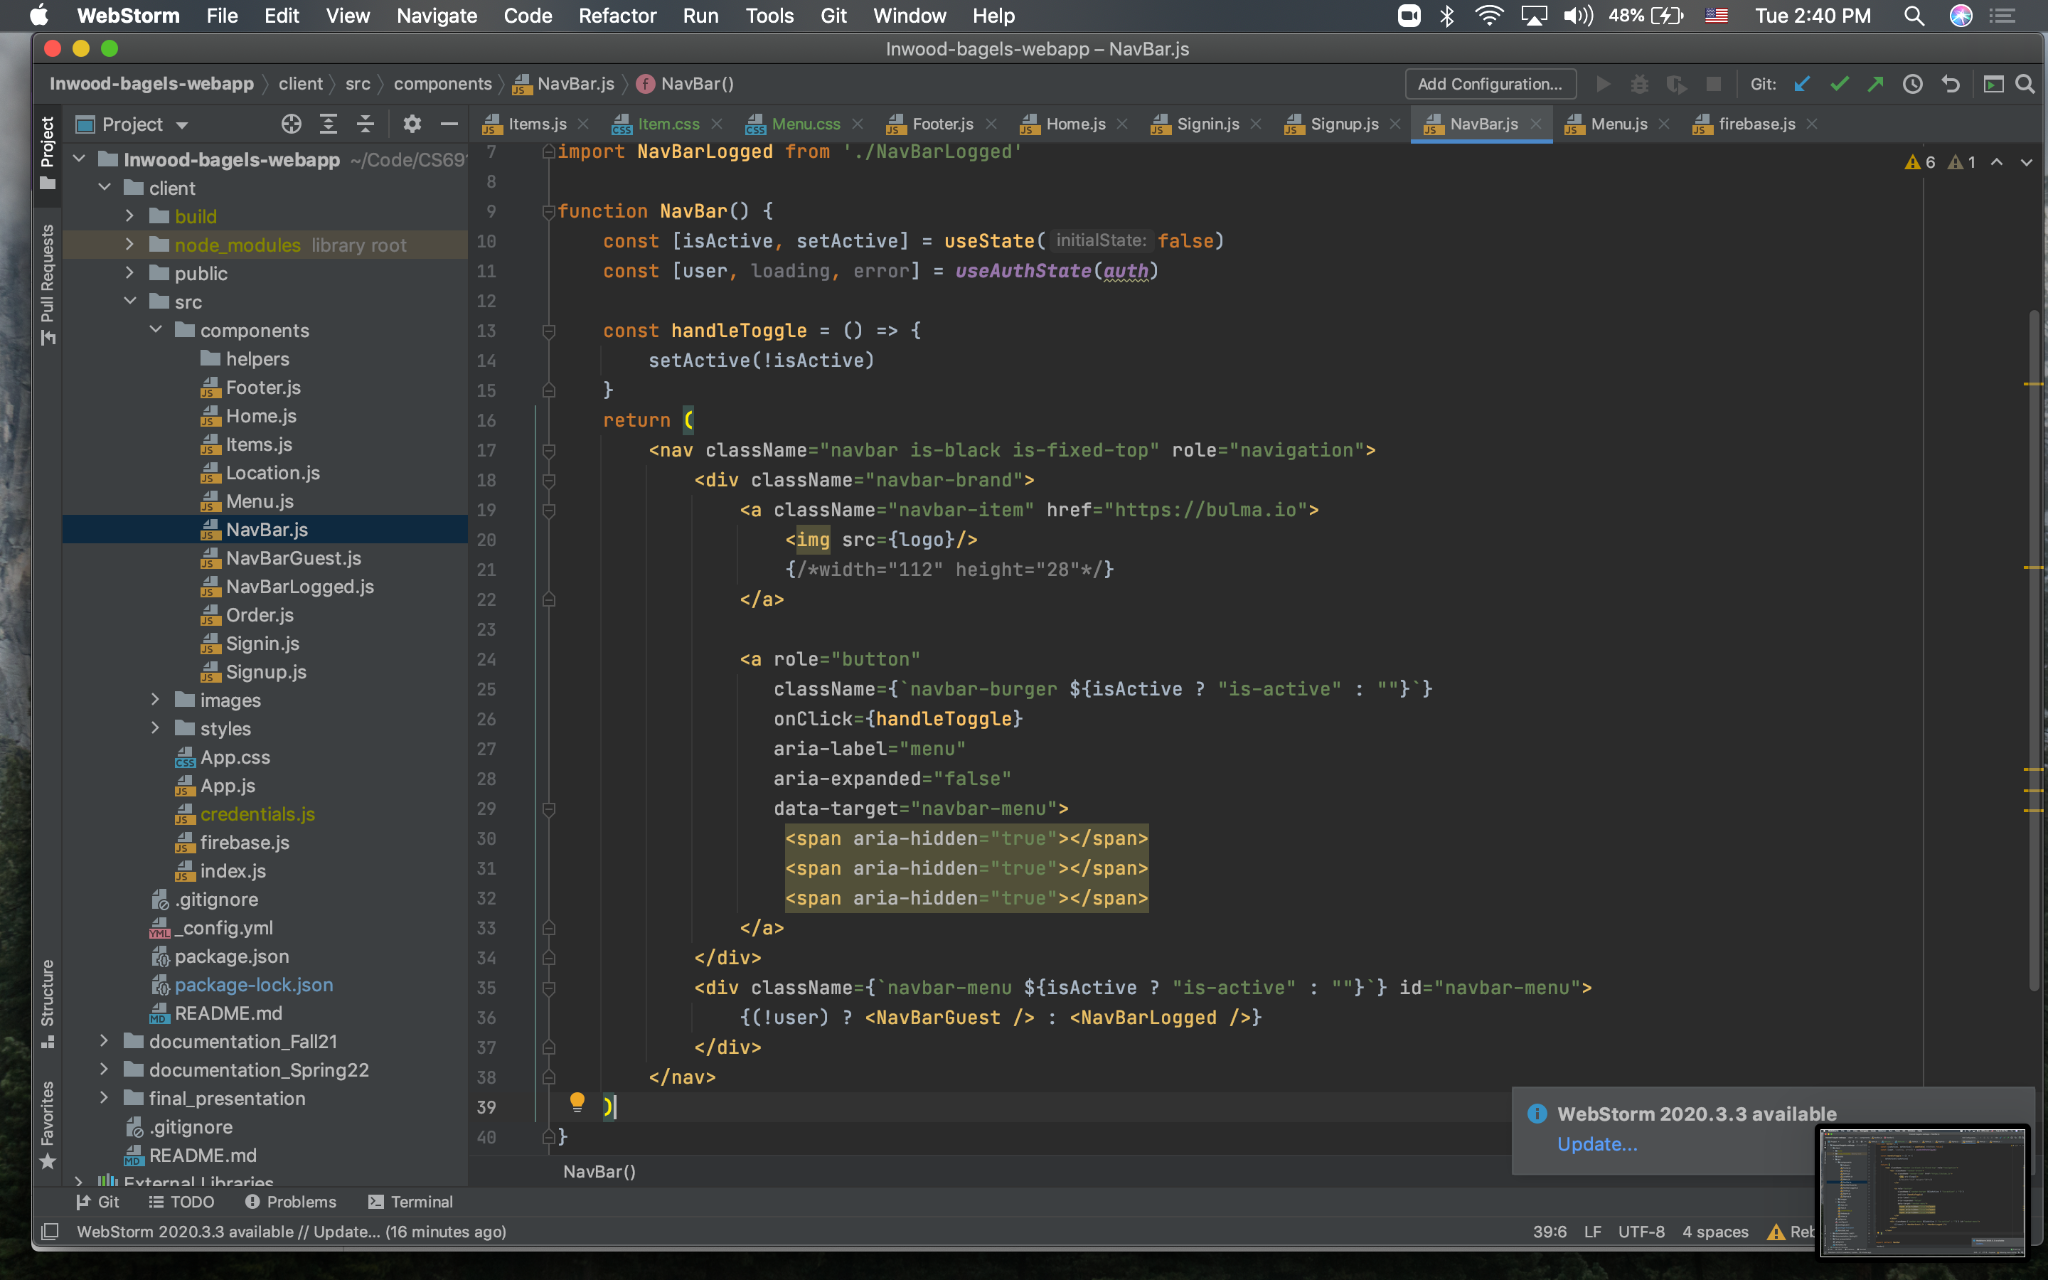 WebStorm File Edit View Navigate Code Refactor Run Tools Git Window Help 48% Tue 2:40 PM
Inwood-bagels-webapp – NavBar.js
Inwood-bagels-webapp client src components NavBar.js NavBar() Add Configuration... Git:
Project Items.js Item.css Menu.css Footer.js Home.js Signin.js Signup.js NavBar.js Menu.js firebase.js
Project
Pull Requests
Structure
Favorites
Inwood-bagels-webapp ~/Code/CS69
client
build
node_modules library root
public
src
components
helpers
Footer.js
Home.js
Items.js
Location.js
Menu.js
NavBar.js
NavBarGuest.js
NavBarLogged.js
Order.js
Signin.js
Signup.js
images
styles
App.css
App.js
credentials.js
firebase.js
index.js
.gitignore
_config.yml
package.json
package-lock.json
README.md
documentation_Fall21
documentation_Spring22
final_presentation
.gitignore
README.md
External Libraries
6 1
7 import NavBarLogged from './NavBarLogged'
8
9 function NavBar() {
10 const [isActive, setActive] = useState( initialState: false)
11 const [user, loading, error] = useAuthState(auth)
12
13 const handleToggle = () => {
14 setActive(!isActive)
15 }
16 return (
17 <nav className="navbar is-black is-fixed-top" role="navigation">
18 <div className="navbar-brand">
19 <a className="navbar-item" href="https://bulma.io">
20 <img src={logo}/>
21 {/*width="112" height="28"*/}
22 </a>
23
24 <a role="button"
25 className={`navbar-burger ${isActive ? "is-active" : ""}`}
26 onClick={handleToggle}
27 aria-label="menu"
28 aria-expanded="false"
29 data-target="navbar-menu">
30 <span aria-hidden="true"></span>
31 <span aria-hidden="true"></span>
32 <span aria-hidden="true"></span>
33 </a>
34 </div>
35 <div className={`navbar-menu ${isActive ? "is-active" : ""}`} id="navbar-menu">
36 {(!user) ? <NavBarGuest /> : <NavBarLogged />}
37 </div>
38 </nav>
39 )
40 }
NavBar()
WebStorm 2020.3.3 available
Update...
Git TODO Problems Terminal
WebStorm 2020.3.3 available // Update... (16 minutes ago) 39:6 LF UTF-8 4 spaces